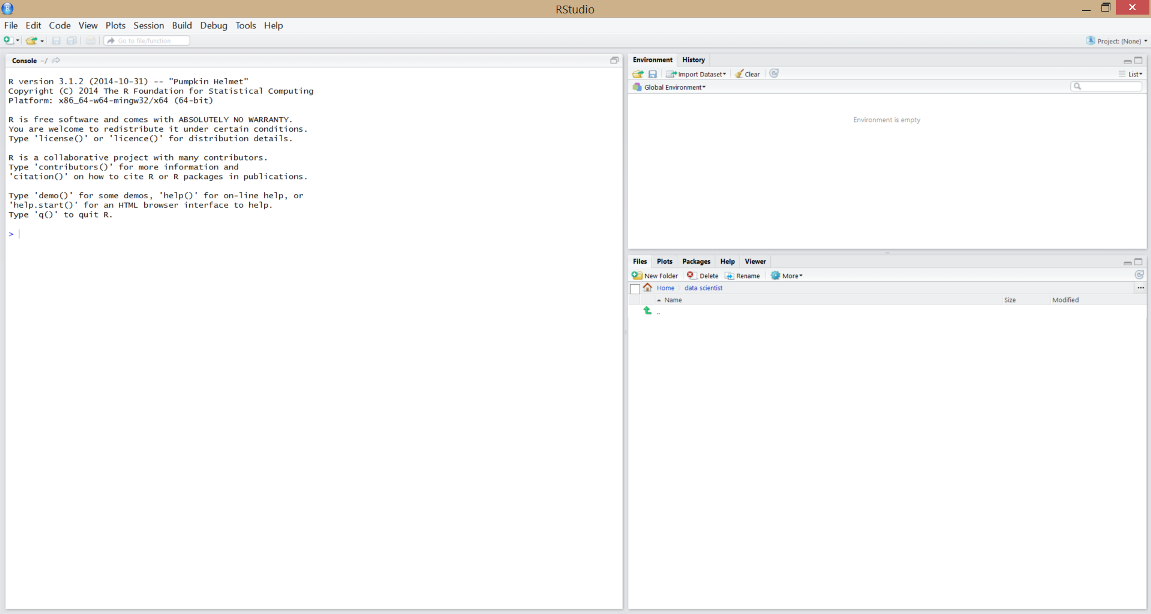 RStudio
File Edit Code View Plots Session Build Debug Tools Help
Go to file/function
Project: (None)
Console ~/
R version 3.1.2 (2014-10-31) -- "Pumpkin Helmet"
Copyright (C) 2014 The R Foundation for Statistical Computing
Platform: x86_64-w64-mingw32/x64 (64-bit)
R is free software and comes with ABSOLUTELY NO WARRANTY.
You are welcome to redistribute it under certain conditions.
Type 'license()' or 'licence()' for distribution details.
R is a collaborative project with many contributors.
Type 'contributors()' for more information and
'citation()' on how to cite R or R packages in publications.
Type 'demo()' for some demos, 'help()' for on-line help, or
'help.start()' for an HTML browser interface to help.
Type 'q()' to quit R.
>
Environment History
Import Dataset Clear List
Global Environment
Environment is empty
Files Plots Packages Help Viewer
New Folder Delete Rename More
Home data scientist ...
Name Size Modified
..